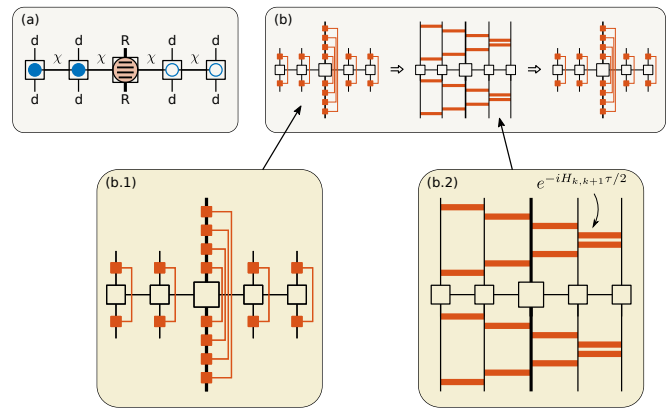 (a)
d d R d d
χ χ χ χ
d d R d d
(b)
⇒ ⇒
(b.1)
(b.2)
e^{-iH_{k,k+1}τ/2}